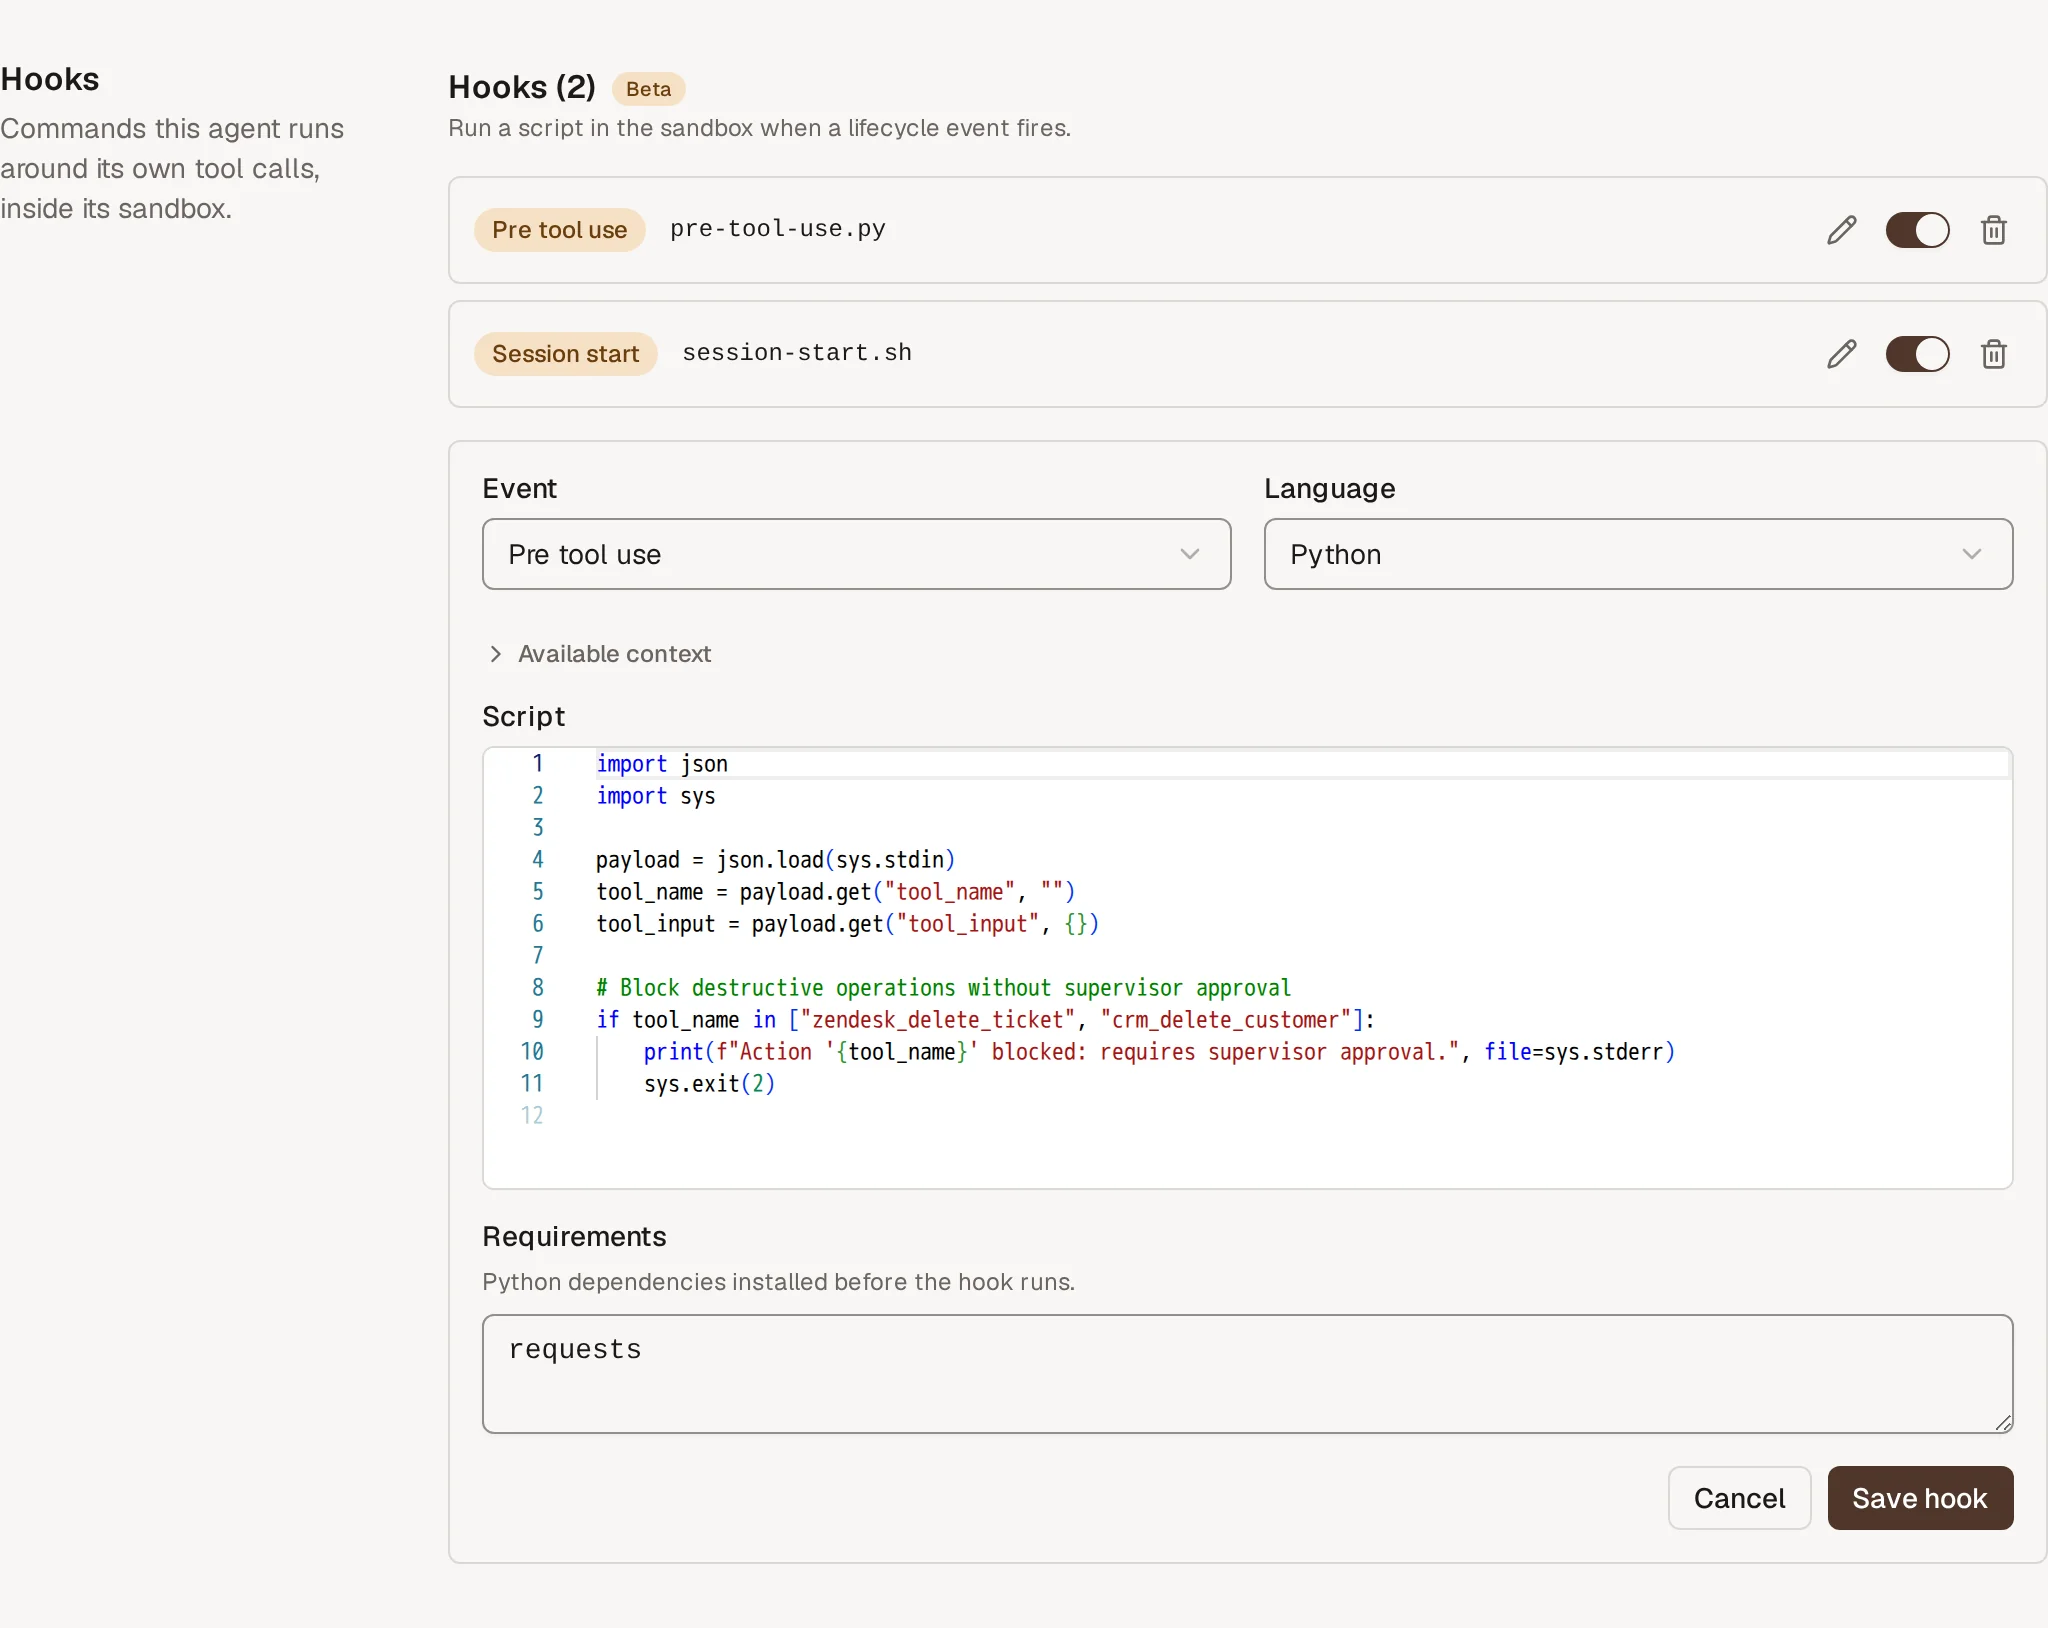 Hooks
Commands this agent runs
around its own tool calls,
inside its sandbox.
Hooks (2) Beta
Run a script in the sandbox when a lifecycle event fires.
Pre tool use pre-tool-use.py
Session start session-start.sh
Event Language
Pre tool use Python
Available context
Script
1 import json
2 import sys
3
4 payload = json.load(sys.stdin)
5 tool_name = payload.get("tool_name", "")
6 tool_input = payload.get("tool_input", {})
7
8 # Block destructive operations without supervisor approval
9 if tool_name in ["zendesk_delete_ticket", "crm_delete_customer"]:
10     print(f"Action '{tool_name}' blocked: requires supervisor approval.", file=sys.stderr)
11     sys.exit(2)
12
Requirements
Python dependencies installed before the hook runs.
requests
Cancel Save hook